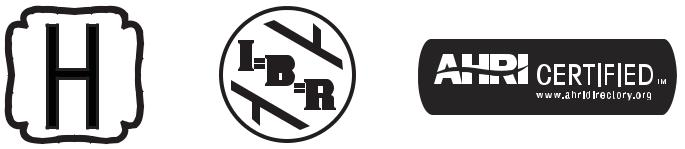 H
I=B=R
AHRI CERTIFIED™
www.ahridirectory.org